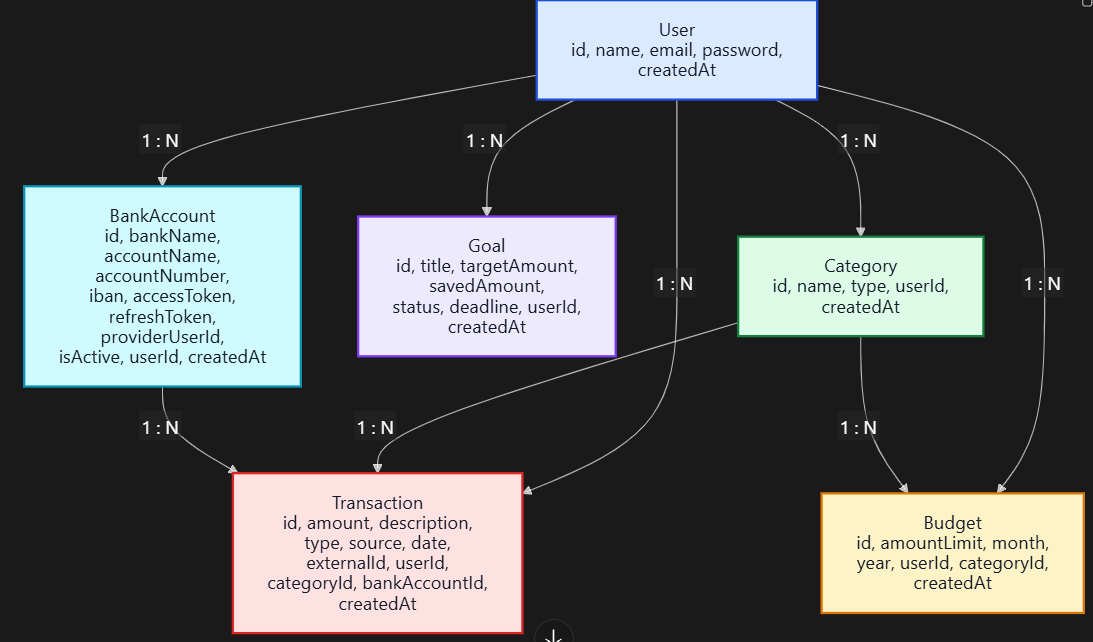 User
id, name, email, password,
createdAt
1 : N
1 : N
1 : N
BankAccount
id, bankName,
accountName,
accountNumber,
iban, accessToken,
refreshToken,
providerUserId,
isActive, userId, createdAt
Goal
id, title, targetAmount,
savedAmount,
status, deadline, userId,
createdAt
1 : N
Category
id, name, type, userId,
createdAt
1 : N
1 : N
1 : N
1 : N
Transaction
id, amount, description,
type, source, date,
externalId, userId,
categoryId, bankAccountId,
createdAt
Budget
id, amountLimit, month,
year, userId, categoryId,
createdAt